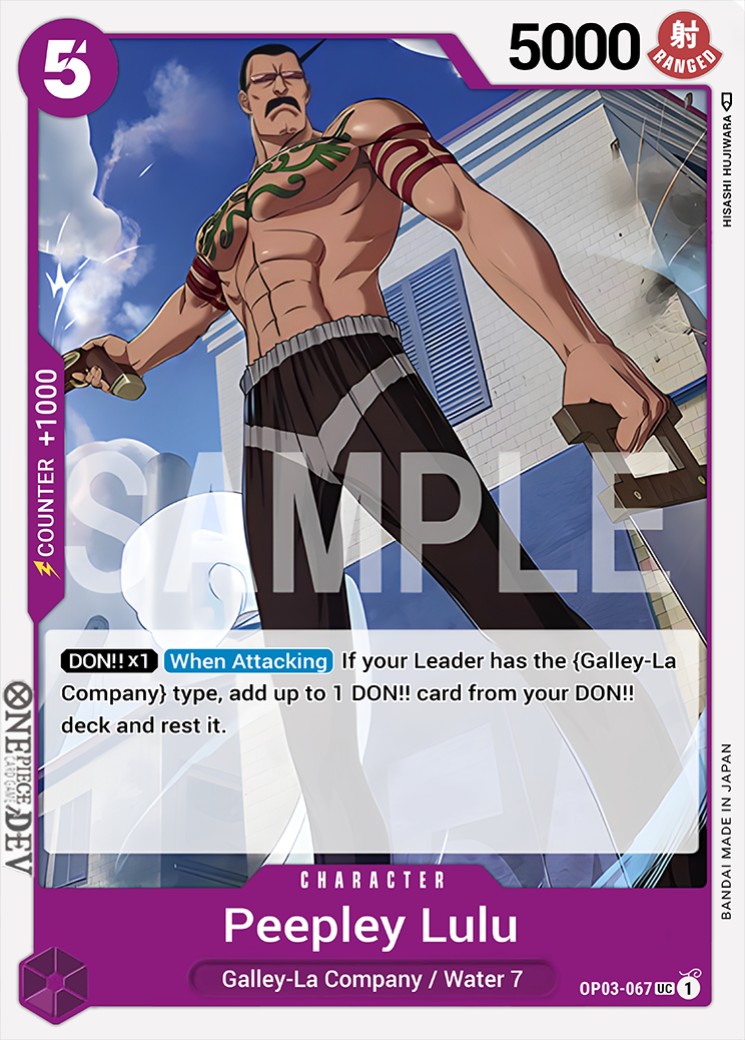 5
5000
射
RANGED
HISASHI HUJIWARA
COUNTER +1000
SAMPLE
DON!! x1 When Attacking If your Leader has the {Galley-La
Company} type, add up to 1 DON!! card from your DON!!
deck and rest it.
ONE PIECE
CARD GAME
/DEV
BANDAI MADE IN JAPAN
CHARACTER
Peepley Lulu
Galley-La Company / Water 7
OP03-067 UC 1